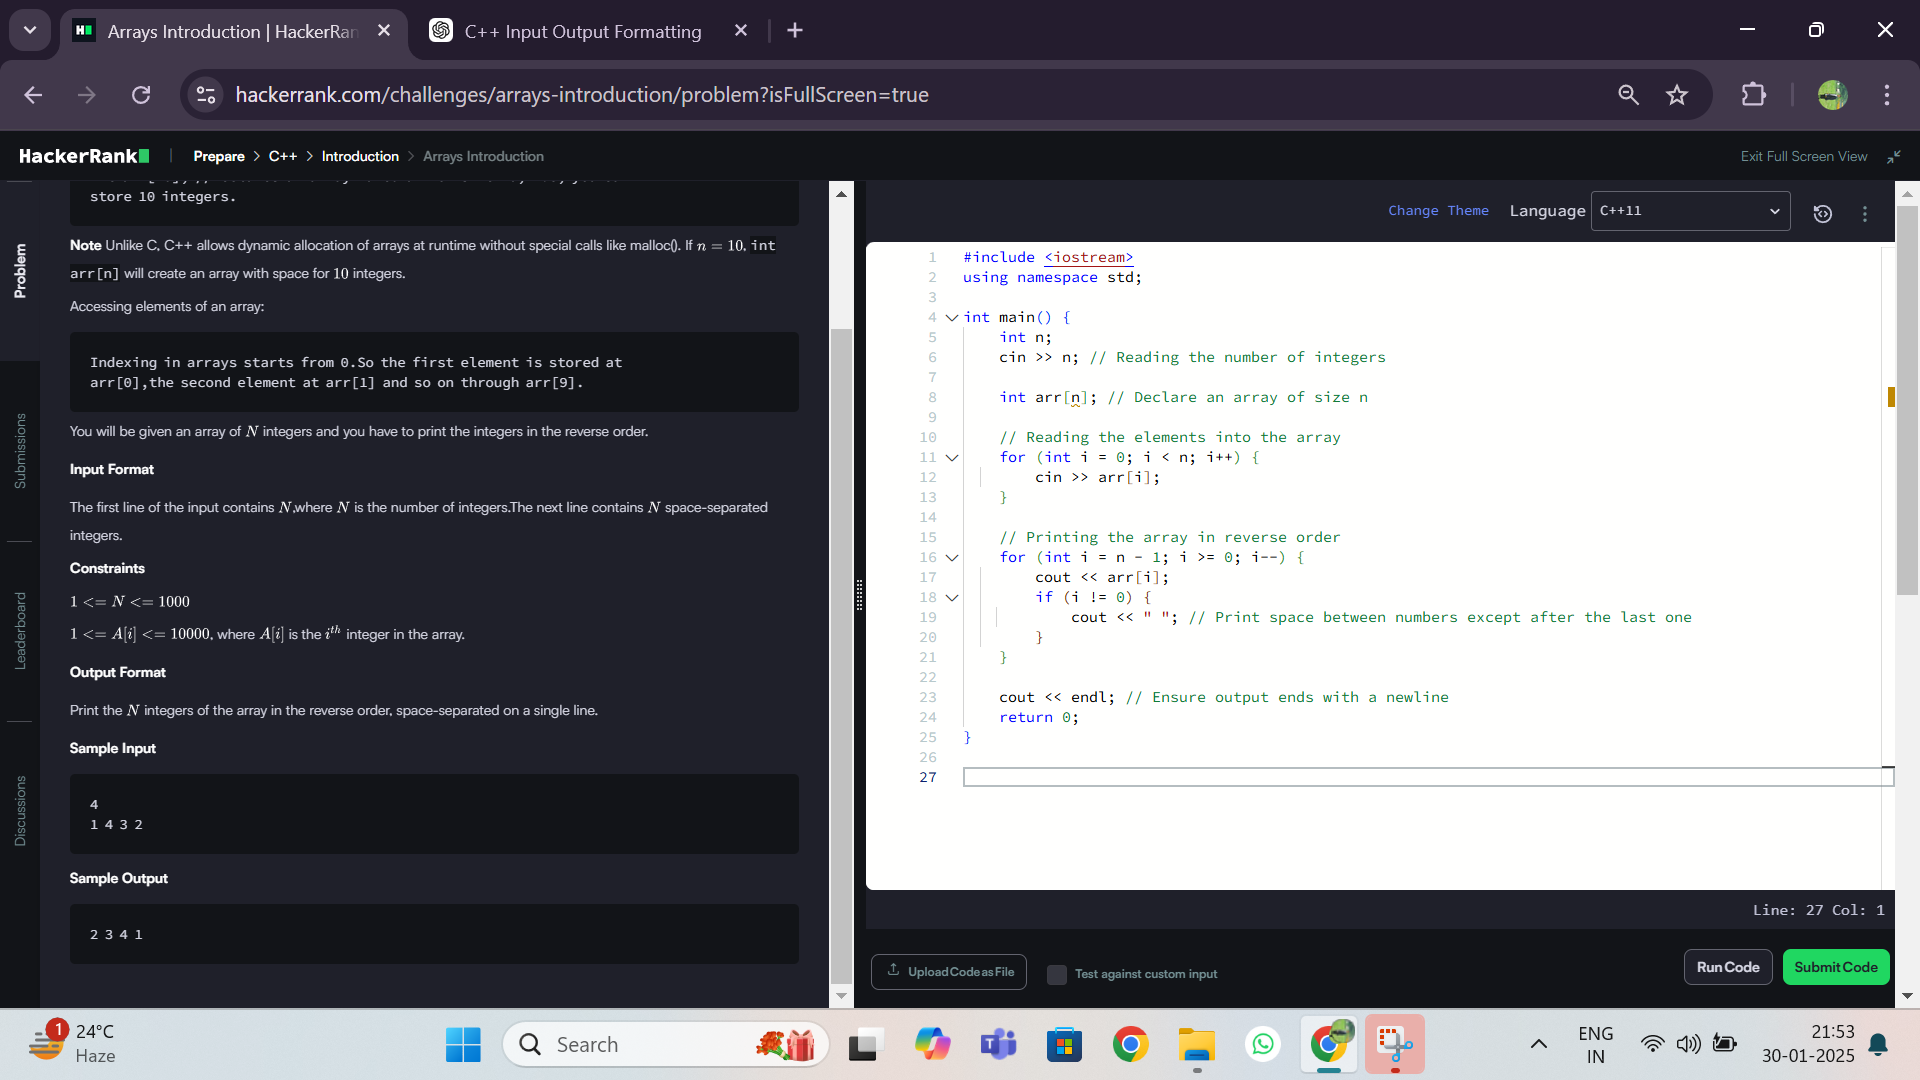 Arrays Introduction | HackerRan
C++ Input Output Formatting
hackerrank.com/challenges/arrays-introduction/problem?isFullScreen=true
HackerRank
Prepare > C++ > Introduction > Arrays Introduction
Exit Full Screen View
Problem
Submissions
Leaderboard
Discussions
store 10 integers.
Note Unlike C, C++ allows dynamic allocation of arrays at runtime without special calls like malloc(). If n = 10, int
arr[n] will create an array with space for 10 integers.
Accessing elements of an array:
Indexing in arrays starts from 0.So the first element is stored at
arr[0],the second element at arr[1] and so on through arr[9].
You will be given an array of N integers and you have to print the integers in the reverse order.
Input Format
The first line of the input contains N,where N is the number of integers.The next line contains N space-separated
integers.
Constraints
1 <= N <= 1000
1 <= A[i] <= 10000, where A[i] is the iᵗʰ integer in the array.
Output Format
Print the N integers of the array in the reverse order, space-separated on a single line.
Sample Input
4
1 4 3 2
Sample Output
2 3 4 1
Change Theme Language C++11
1 #include <iostream>
2 using namespace std;
3
4 int main() {
5 int n;
6 cin >> n; // Reading the number of integers
7
8 int arr[n]; // Declare an array of size n
9
10 // Reading the elements into the array
11 for (int i = 0; i < n; i++) {
12 cin >> arr[i];
13 }
14
15 // Printing the array in reverse order
16 for (int i = n - 1; i >= 0; i--) {
17 cout << arr[i];
18 if (i != 0) {
19 cout << " "; // Print space between numbers except after the last one
20 }
21 }
22
23 cout << endl; // Ensure output ends with a newline
24 return 0;
25 }
26
27
Line: 27 Col: 1
Upload Code as File
Test against custom input
Run Code
Submit Code
1
24°C
Haze
Search
ENG
IN
21:53
30-01-2025